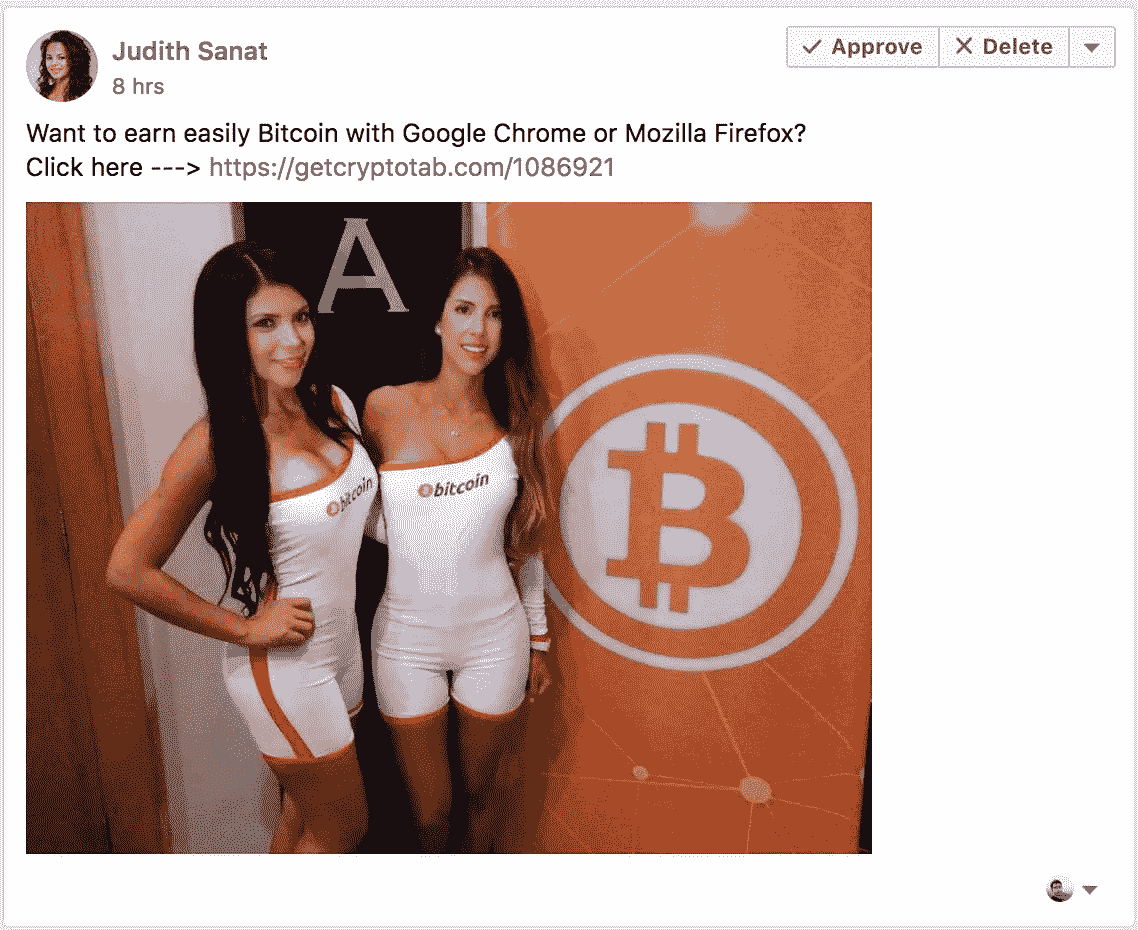 Judith Sanat
Approve
Delete
8 hrs
Want to earn easily Bitcoin with Google Chrome or Mozilla Firefox?
Click here ---> https://getcryptotab.com/1086921
A
bitcoin
bitcoin